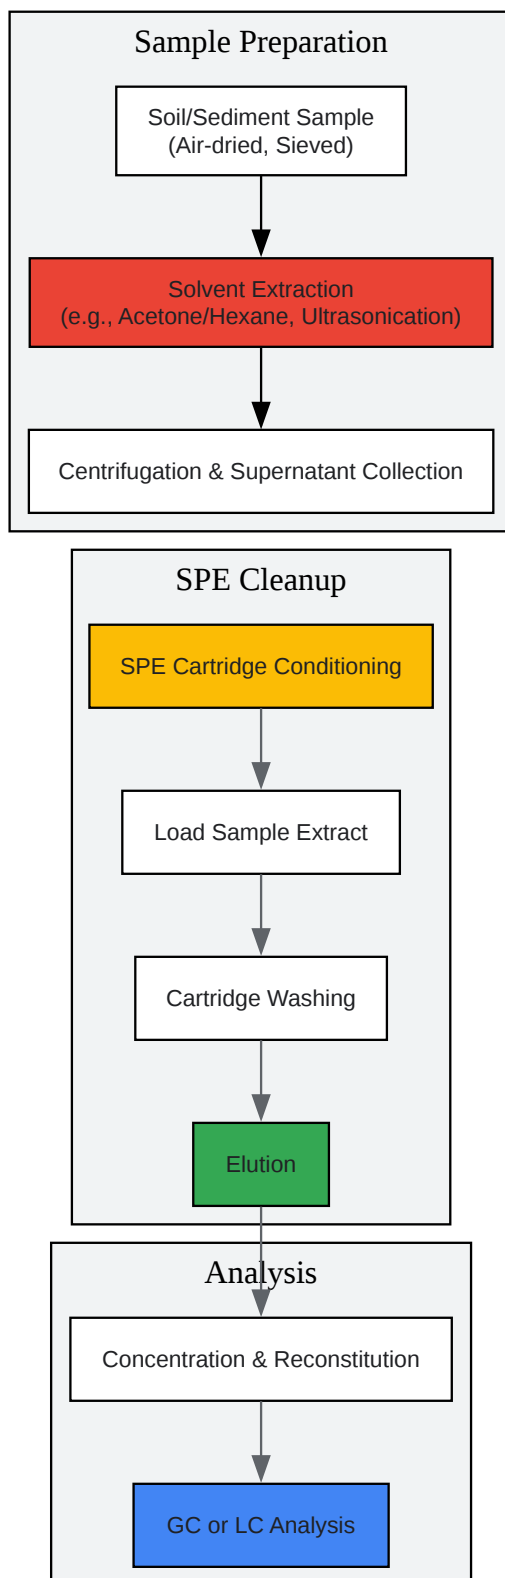 Sample Preparation
Soil/Sediment Sample
(Air-dried, Sieved)
Solvent Extraction
(e.g., Acetone/Hexane, Ultrasonication)
Centrifugation & Supernatant Collection
SPE Cleanup
SPE Cartridge Conditioning
Load Sample Extract
Cartridge Washing
Elution
Analysis
Concentration & Reconstitution
GC or LC Analysis